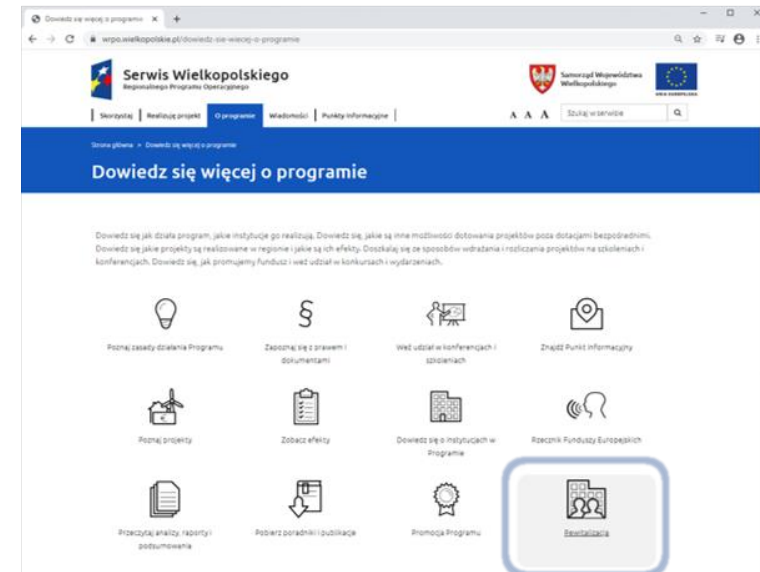 Dowiedz się więcej o programie
wrpo.wielkopolskie.pl/dowiedz-sie-wiecej-o-programie
Serwis Wielkopolskiego
Regionalnego Programu Operacyjnego
Samorząd Województwa
Wielkopolskiego
UNIA EUROPEJSKA
Skorzystaj Realizuję projekt O programie Wiadomości Punkty informacyjne A A A Szukaj w serwisie
Strona główna > Dowiedz się więcej o programie
Dowiedz się więcej o programie
Dowiedz się jak działa program, jakie instytucje go realizują. Dowiedz się, jakie są inne możliwości dotowania projektów poza dotacjami bezpośrednimi.
Dowiedz się jakie projekty są realizowane w regionie i jakie są ich efekty. Doszkalaj się ze sposobów wdrażania i rozliczania projektów na szkoleniach i
konferencjach. Dowiedz się, jak promujemy fundusz i weź udział w konkursach i wydarzeniach.
§
Poznaj zasady działania Programu
Zapoznaj się z prawem i
dokumentami
Weź udział w konferencjach i
szkoleniach
Znajdź Punkt Informacyjny
Poznaj projekty
Zobacz efekty
Dowiedz się o instytucjach w
Programie
Rzecznik Funduszy Europejskich
Przeczytaj analizy, raporty i
podsumowania
Pobierz poradniki i publikacje
Promocja Programu
Rewitalizacja